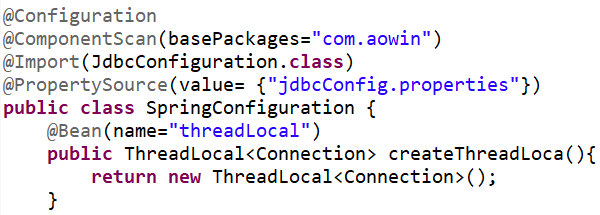 @Configuration
@ComponentScan(basePackages="com.aowin")
@Import(JdbcConfiguration.class)
@PropertySource(value= {"jdbcConfig.properties"})
public class SpringConfiguration {
    @Bean(name="threadLocal")
    public ThreadLocal<Connection> createThreadLoca(){
        return new ThreadLocal<Connection>();
    }